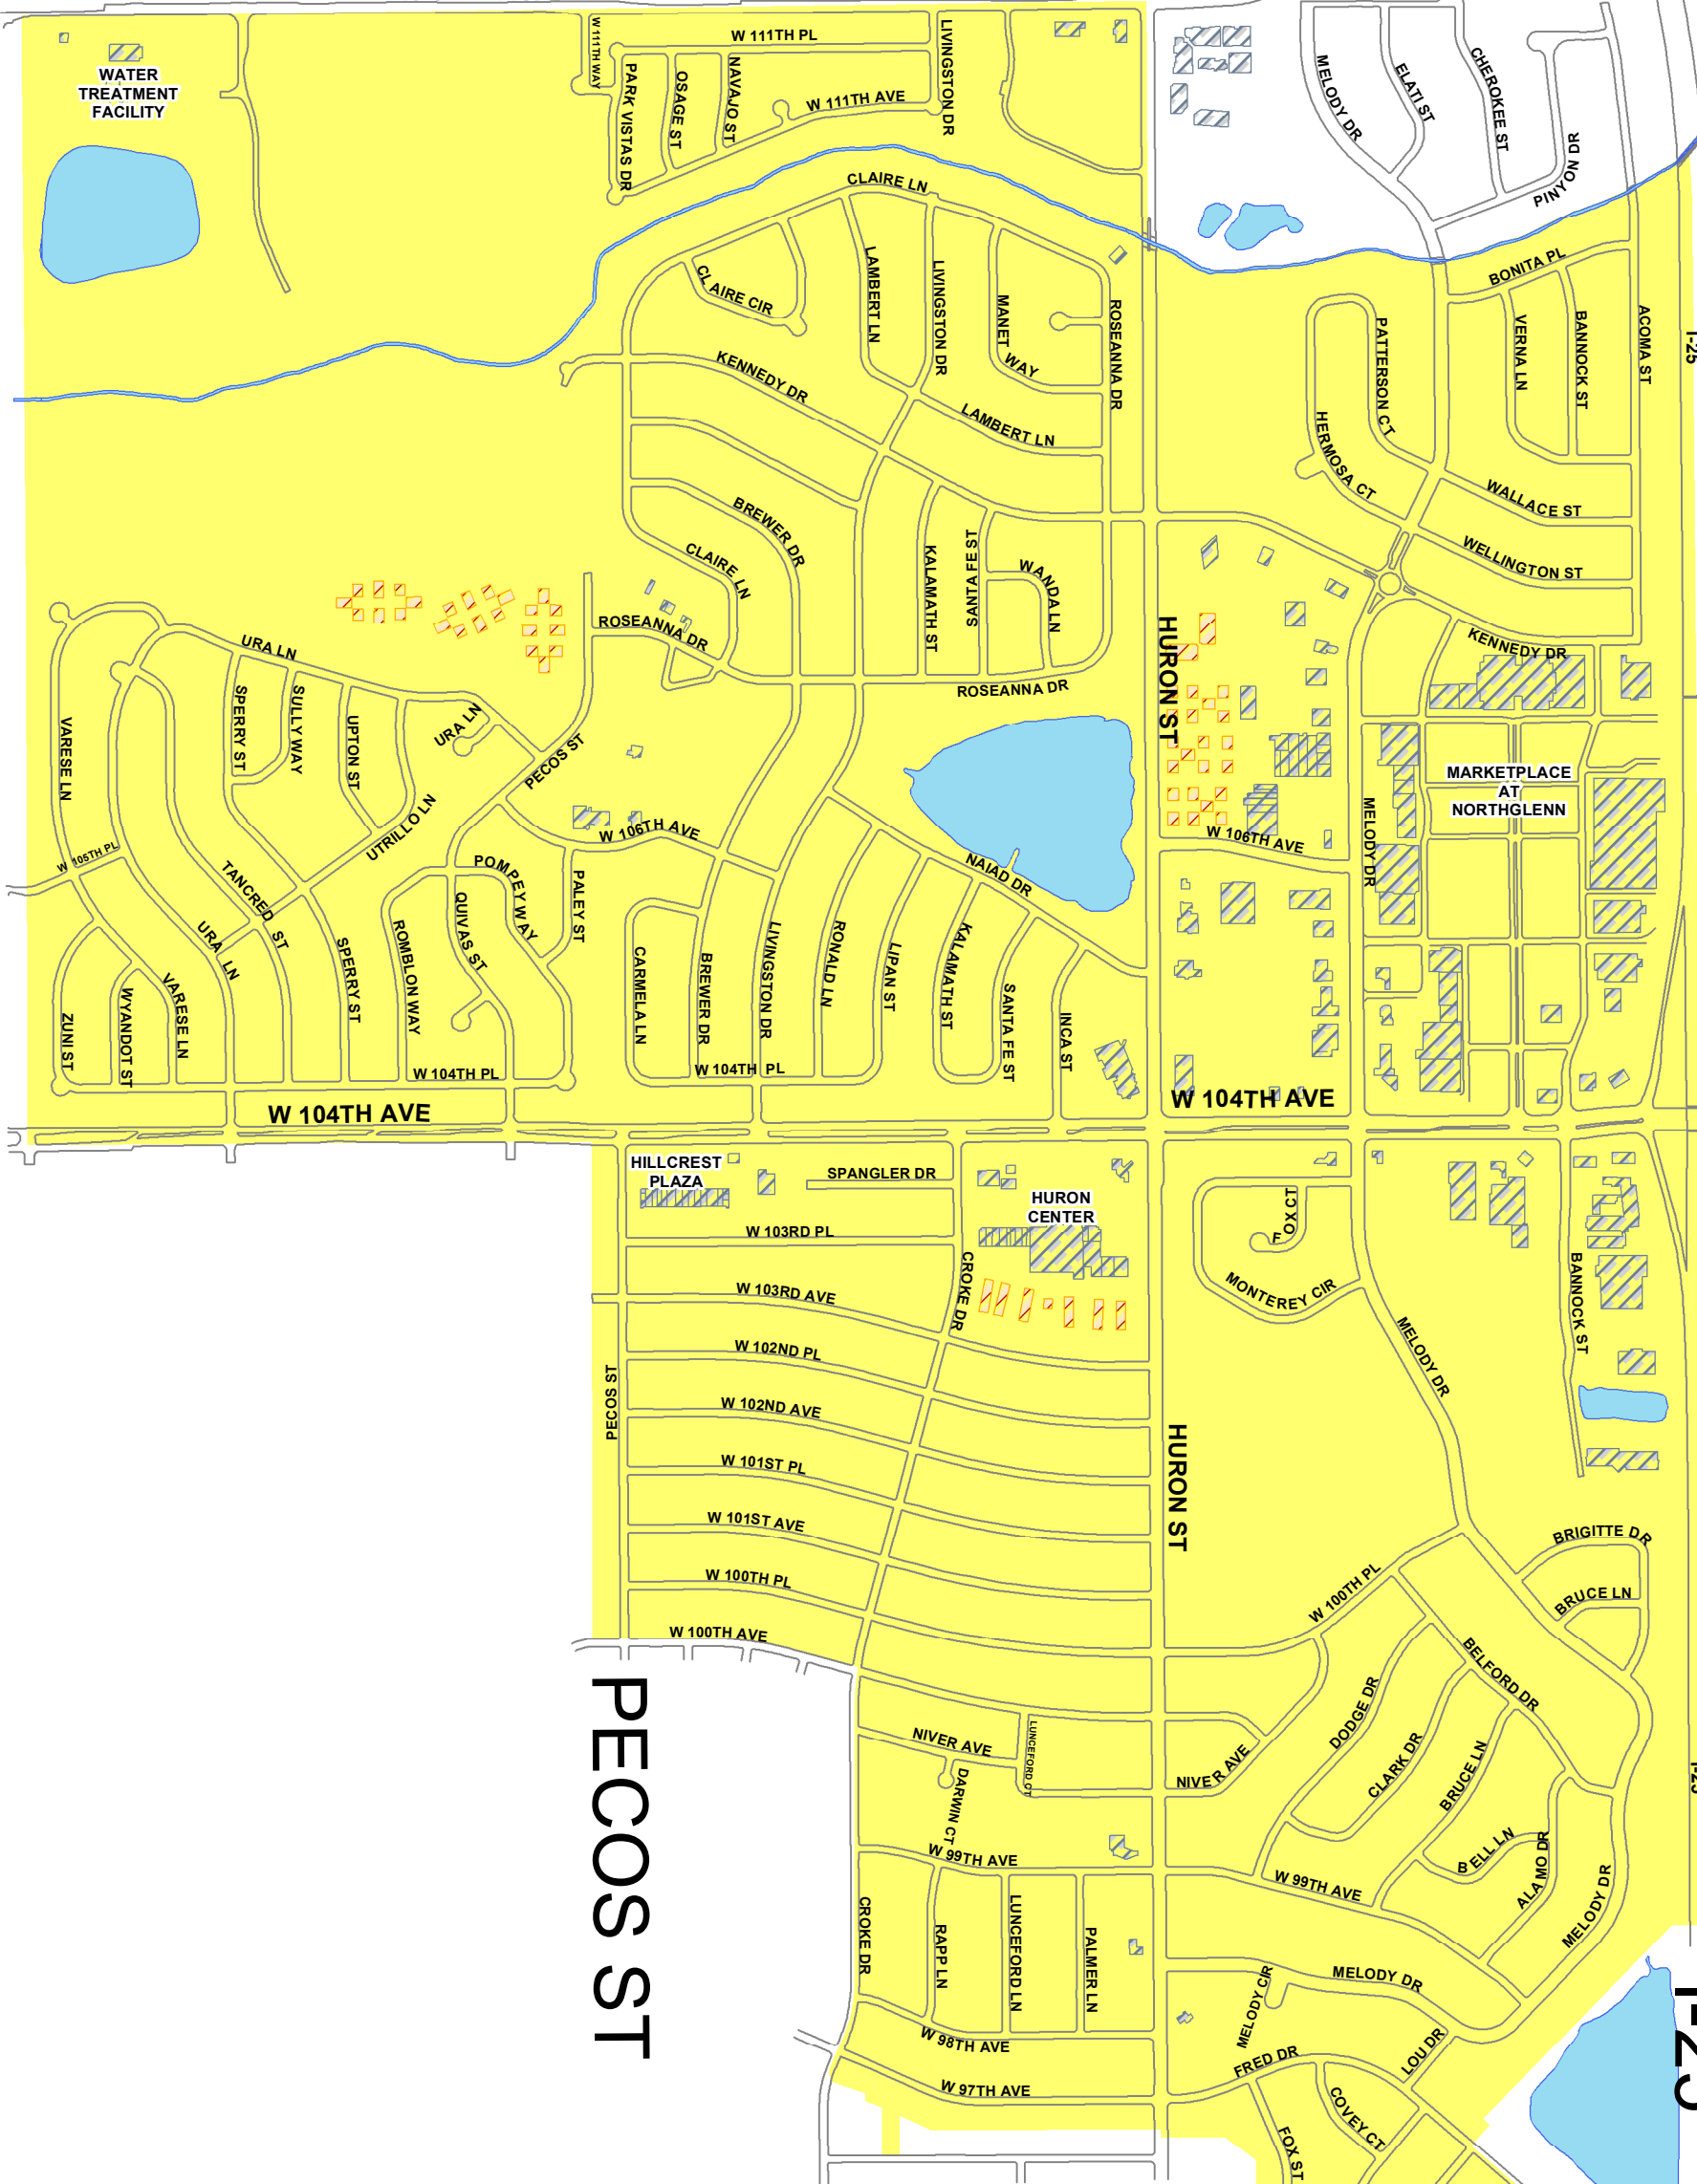 W 111TH WAY
W 111TH PL
LIVINGSTON DR
WATER
TREATMENT
FACILITY
PARK VISTAS DR
OSAGE ST
NAVAJO ST
W 111TH AVE
MELODY DR
ELATI ST
CHEROKEE ST
PINYON DR
CLAIRE LN
CLAIRE CIR
LAMBERT LN
LIVINGSTON DR
MANET
WAY
ROSEANNA DR
BONITA PL
PATTERSON CT
VERNA LN
BANNOCK ST
ACOMA ST
I-25
KENNEDY DR
LAMBERT LN
HERMOSA CT
WALLACE ST
WELLINGTON ST
BREWER DR
CLAIRE LN
KALAMATH ST
SANTA FE ST
WANDA LN
ROSEANNA DR
ROSEANNA DR
HURON ST
KENNEDY DR
URA LN
VARESE LN
SPERRY ST
SULLY WAY
UPTON ST
URA LN
PECOS ST
UTRILLO LN
W 106TH AVE
NAIAD DR
W 106TH AVE
MELODY DR
MARKETPLACE
AT
NORTHGLENN
W 105TH PL
TANCRED ST
POMPEY WAY
PALEY ST
URA LN
SPERRY ST
ROMBLON WAY
QUIVAS ST
CARMELA LN
BREWER DR
LIVINGSTON DR
RONALD LN
LIPAN ST
KALAMATH ST
SANTA FE ST
INCA ST
ZUNI ST
WYANDOT ST
VARESE LN
W 104TH PL
W 104TH PL
W 104TH AVE
W 104TH AVE
HILLCREST
PLAZA
SPANGLER DR
HURON
CENTER
FOX CT
W 103RD PL
CROKE DR
MONTEREY CIR
W 103RD AVE
BANNOCK ST
MELODY DR
W 102ND PL
PECOS ST
W 102ND AVE
HURON ST
W 101ST PL
W 101ST AVE
BRIGITTE DR
W 100TH PL
W 100TH PL
BRUCE LN
W 100TH AVE
BELFORD DR
PECOS ST
NIVER AVE
LUNCEFORD CT
DODGE DR
CLARK DR
BRUCE LN
NIVER AVE
DARWIN CT
I-25
W 99TH AVE
W 99TH AVE
BELL LN
ALAMO DR
MELODY DR
CROKE DR
RAPP LN
LUNCEFORD LN
PALMER LN
MELODY CIR
MELODY DR
I-25
W 98TH AVE
FRED DR
LOU DR
W 97TH AVE
COVEY CT
FOX ST